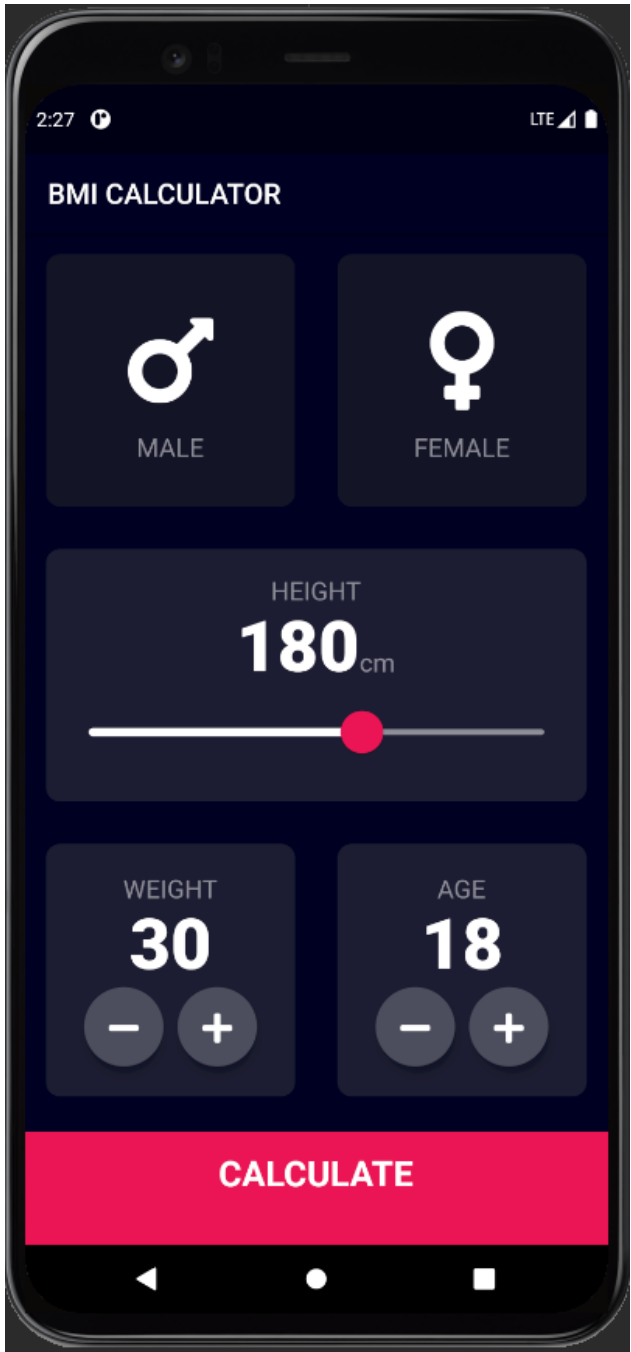 2:27 LTE
BMI CALCULATOR
MALE FEMALE
HEIGHT
180cm
WEIGHT AGE
30 18
CALCULATE